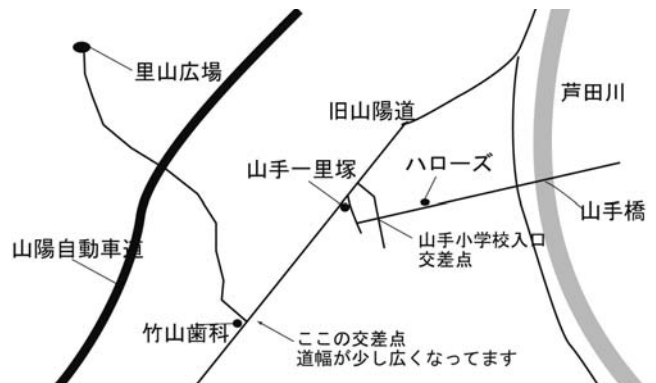 里山広場
芦田川
旧山陽道
ハローズ
山手一里塚
山手橋
山手小学校入口
交差点
山陽自動車道
竹山歯科
ここの交差点
道幅が少し広くなってます